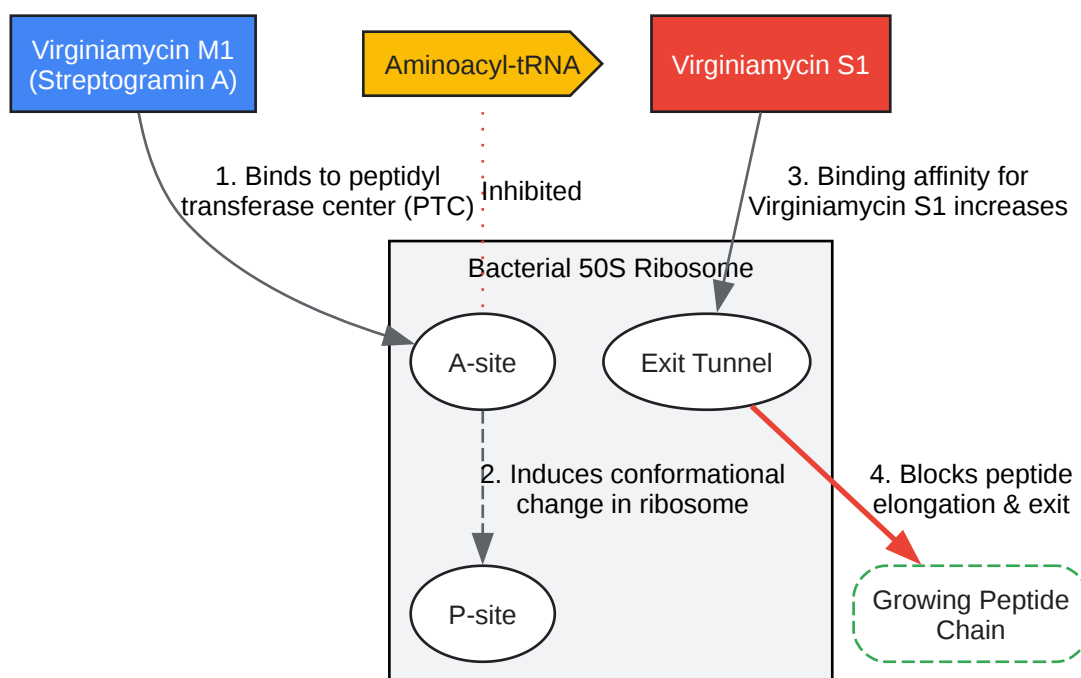 Virginiamycin M1
(Streptogramin A)
Aminoacyl-tRNA
Virginiamycin S1
1. Binds to peptidyl
transferase center (PTC)
Inhibited
3. Binding affinity for
Virginiamycin S1 increases
Bacterial 50S Ribosome
A-site
Exit Tunnel
2. Induces conformational
change in ribosome
4. Blocks peptide
elongation & exit
P-site
Growing Peptide
Chain